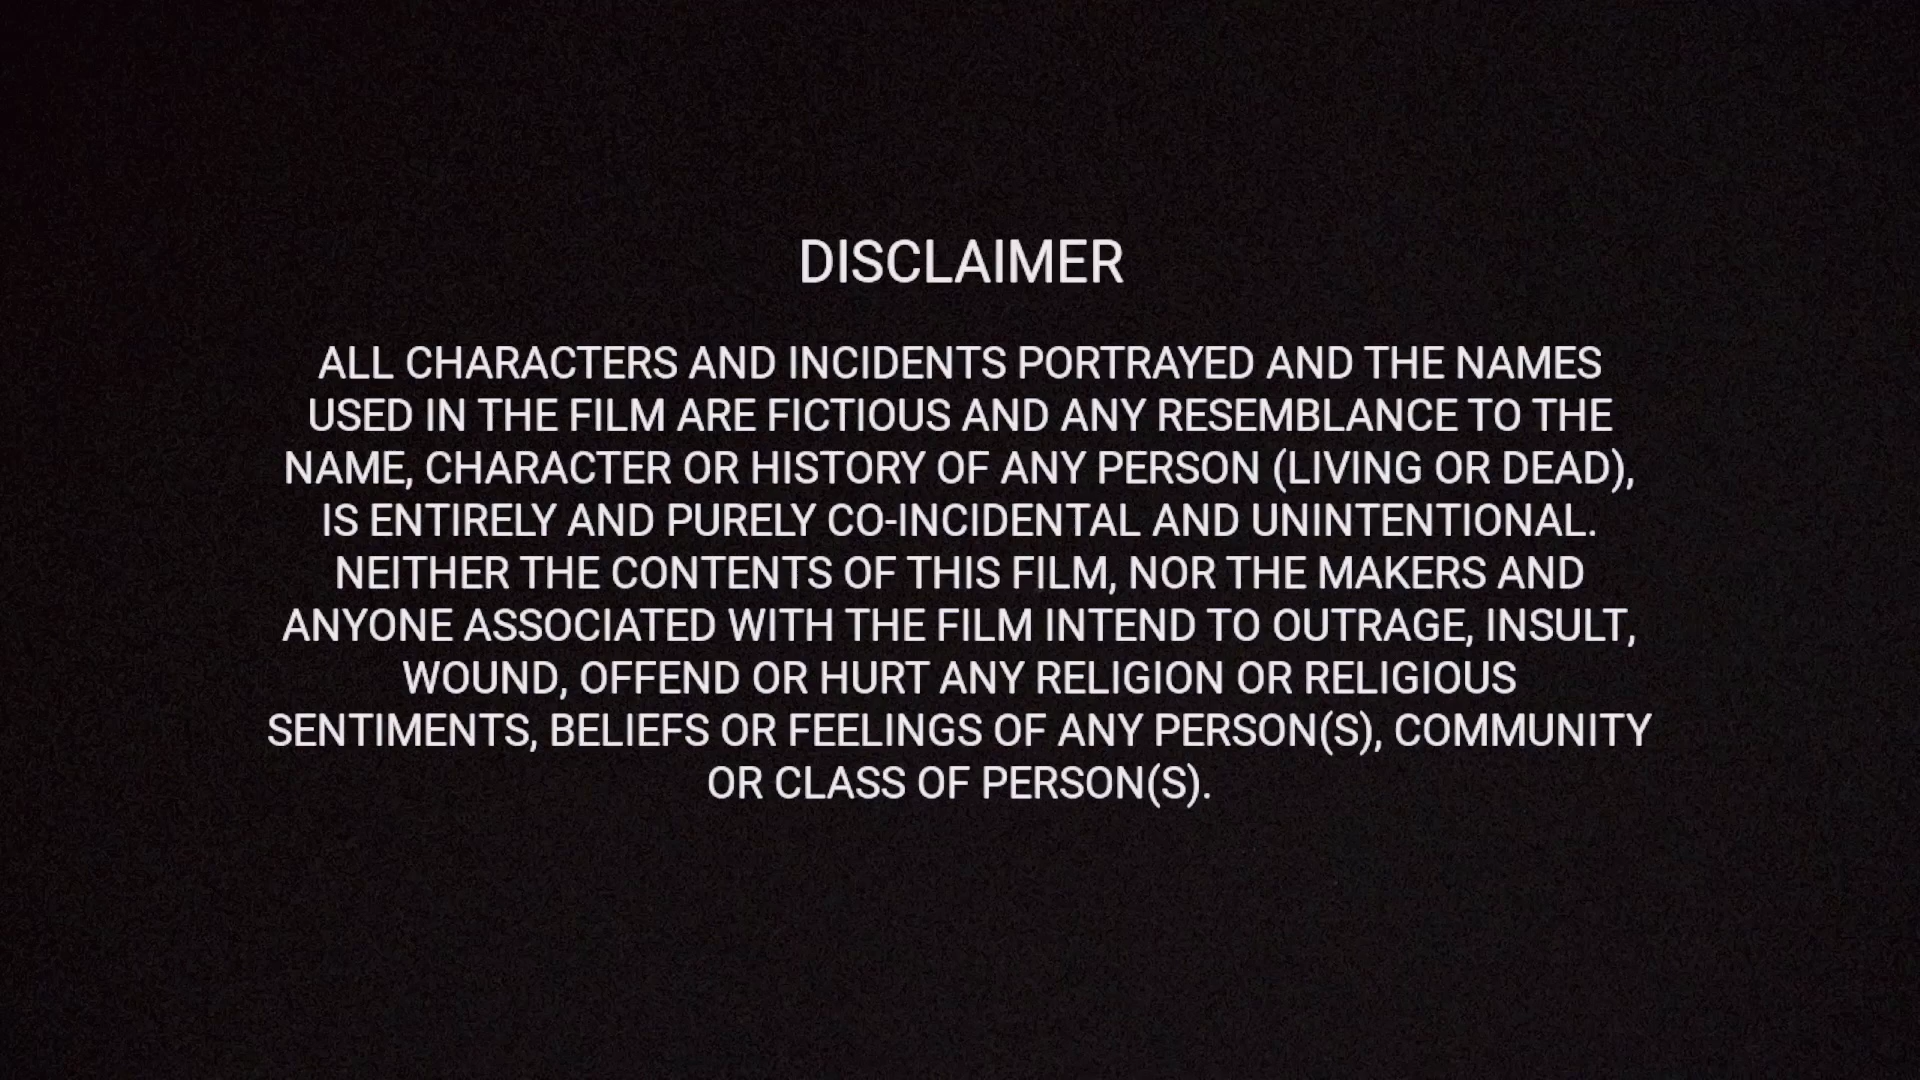 DISCLAIMER
ALL CHARACTERS AND INCIDENTS PORTRAYED AND THE NAMES
USED IN THE FILM ARE FICTIOUS AND ANY RESEMBLANCE TO THE
NAME, CHARACTER OR HISTORY OF ANY PERSON (LIVING OR DEAD),
IS ENTIRELY AND PURELY CO-INCIDENTAL AND UNINTENTIONAL.
NEITHER THE CONTENTS OF THIS FILM, NOR THE MAKERS AND
ANYONE ASSOCIATED WITH THE FILM INTEND TO OUTRAGE, INSULT,
WOUND, OFFEND OR HURT ANY RELIGION OR RELIGIOUS
SENTIMENTS, BELIEFS OR FEELINGS OF ANY PERSON(S), COMMUNITY
OR CLASS OF PERSON(S).